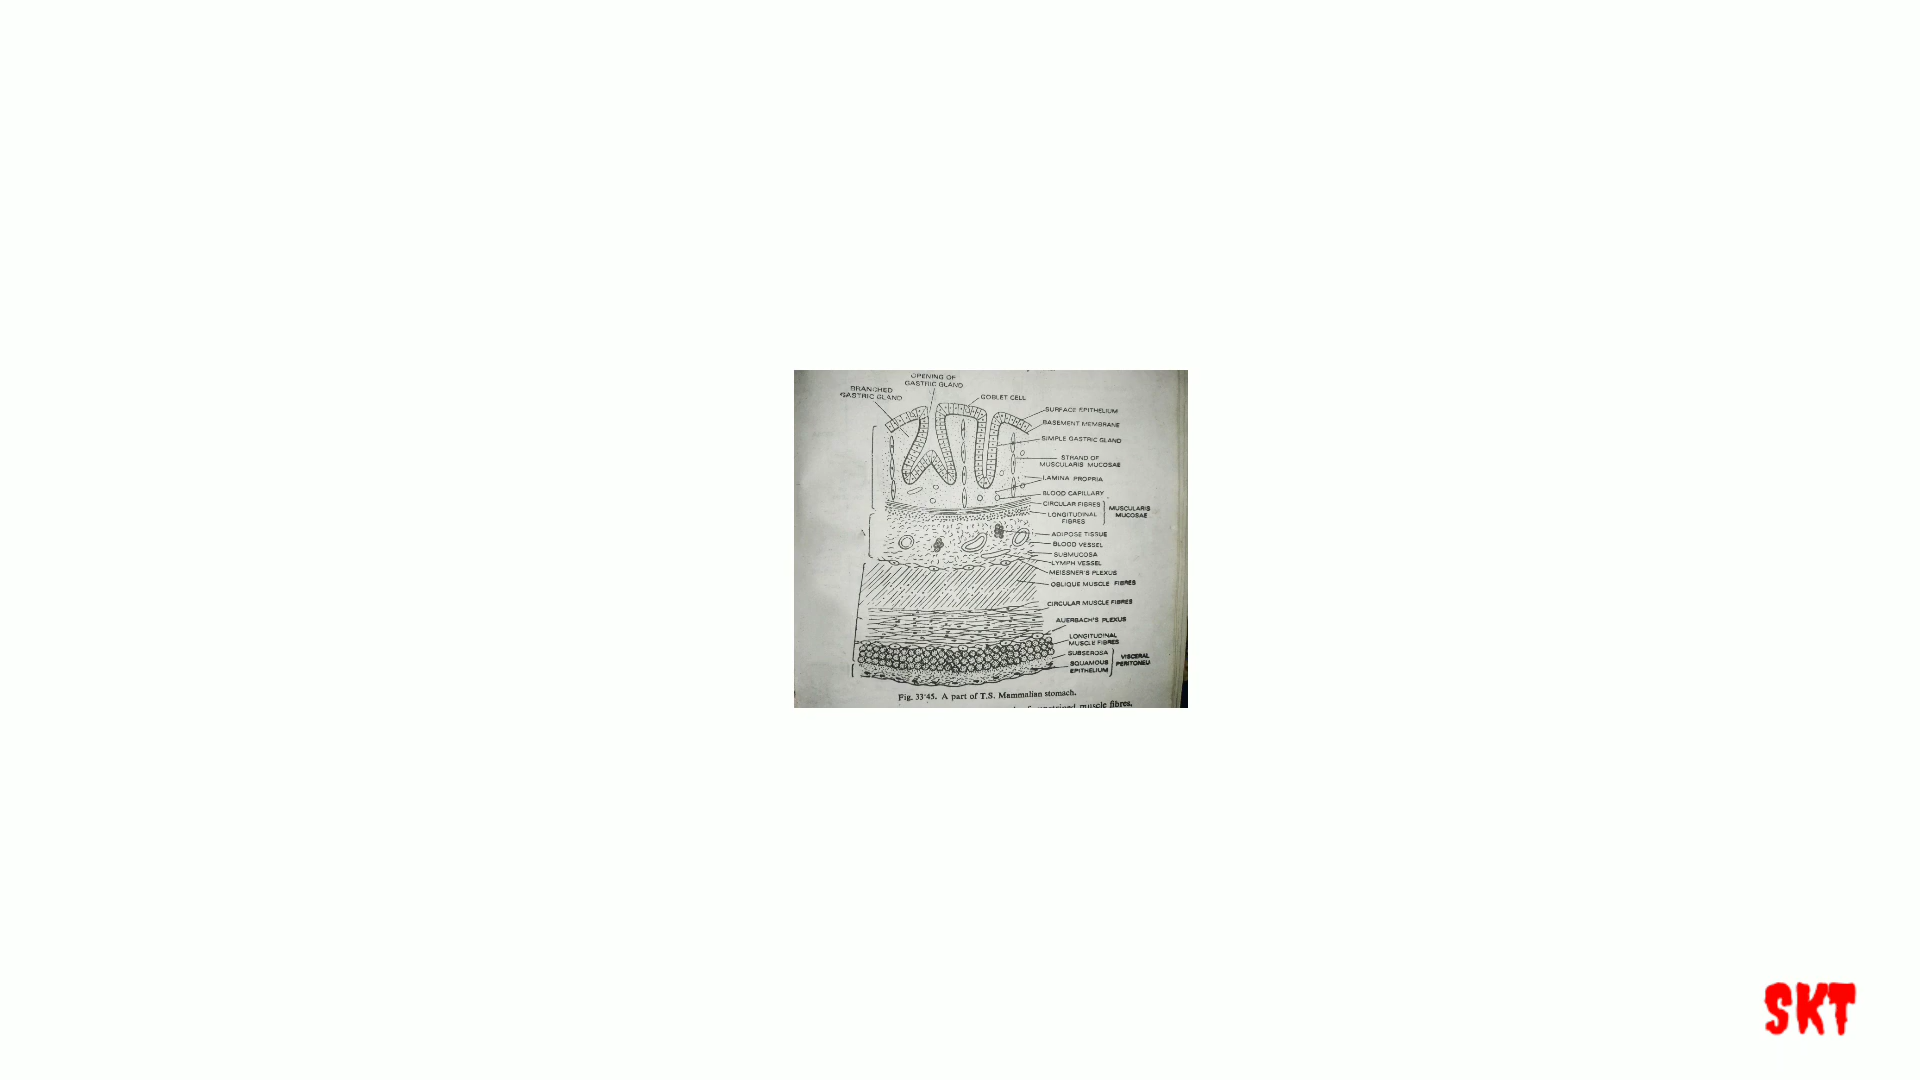 OPENING OF
GASTRIC GLAND
BRANCHED
GASTRIC GLAND
GOBLET CELL
SURFACE EPITHELIUM
BASEMENT MEMBRANE
SIMPLE GASTRIC GLAND
STRAND OF
MUSCULARIS MUCOSAE
LAMINA PROPRIA
BLOOD CAPILLARY
CIRCULAR FIBRES
MUSCULARIS
MUCOSAE
LONGITUDINAL
FIBRES
ADIPOSE TISSUE
BLOOD VESSEL
SUBMUCOSA
LYMPH VESSEL
MEISSNER'S PLEXUS
OBLIQUE MUSCLE FIBRES
CIRCULAR MUSCLE FIBRES
AUERBACH'S PLEXUS
LONGITUDINAL
MUSCLE FIBRES
SUBSEROSA
VISCERAL
PERITONEU
SQUAMOUS
EPITHELIUM
Fig. 33·45. A part of T.S. Mammalian stomach.
muscle fibres.
SKT